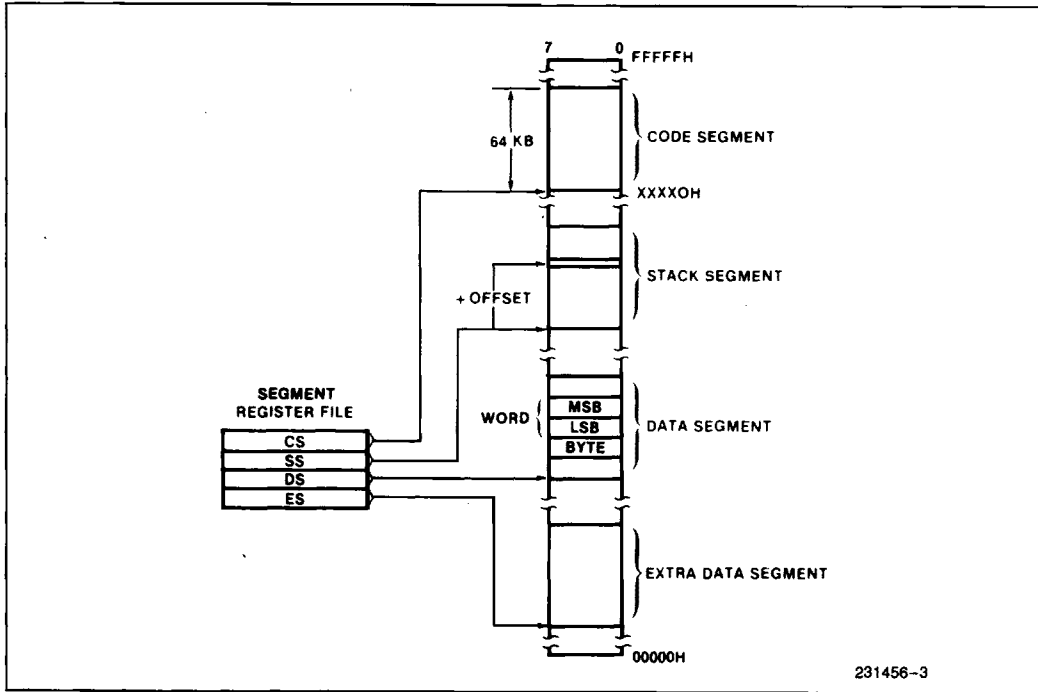 7 0
FFFFFH
64 KB
CODE SEGMENT
XXXX0H
STACK SEGMENT
+ OFFSET
SEGMENT
REGISTER FILE
CS
SS
DS
ES
WORD
MSB
LSB
BYTE
DATA SEGMENT
EXTRA DATA SEGMENT
00000H
231456-3